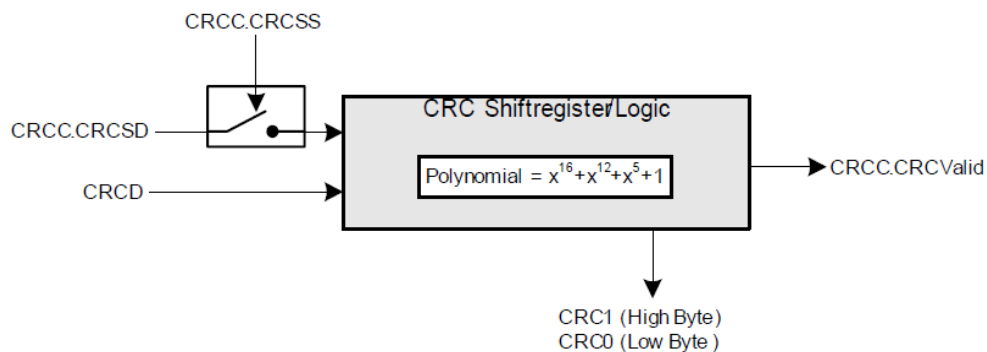 CRCC.CRCSS
CRC Shiftregister/Logic
CRCC.CRCSD
Polynomial = x¹⁶+x¹²+x⁵+1
CRCC.CRCValid
CRCD
CRC1 (High Byte)
CRC0 (Low Byte )